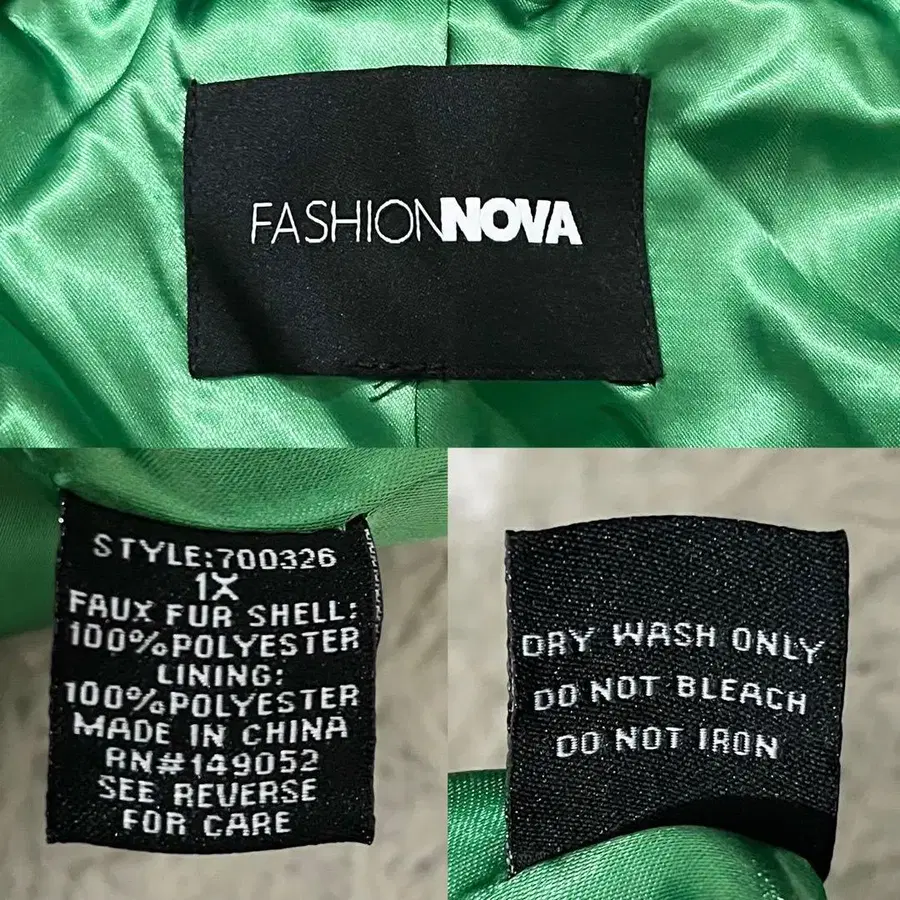 FASHIONNOVA
STYLE:700326
1X
FAUX FUR SHELL:
100%POLYESTER
LINING:
100%POLYESTER
MADE IN CHINA
RN#149052
SEE REVERSE
FOR CARE
DRY WASH ONLY
DO NOT BLEACH
DO NOT IRON